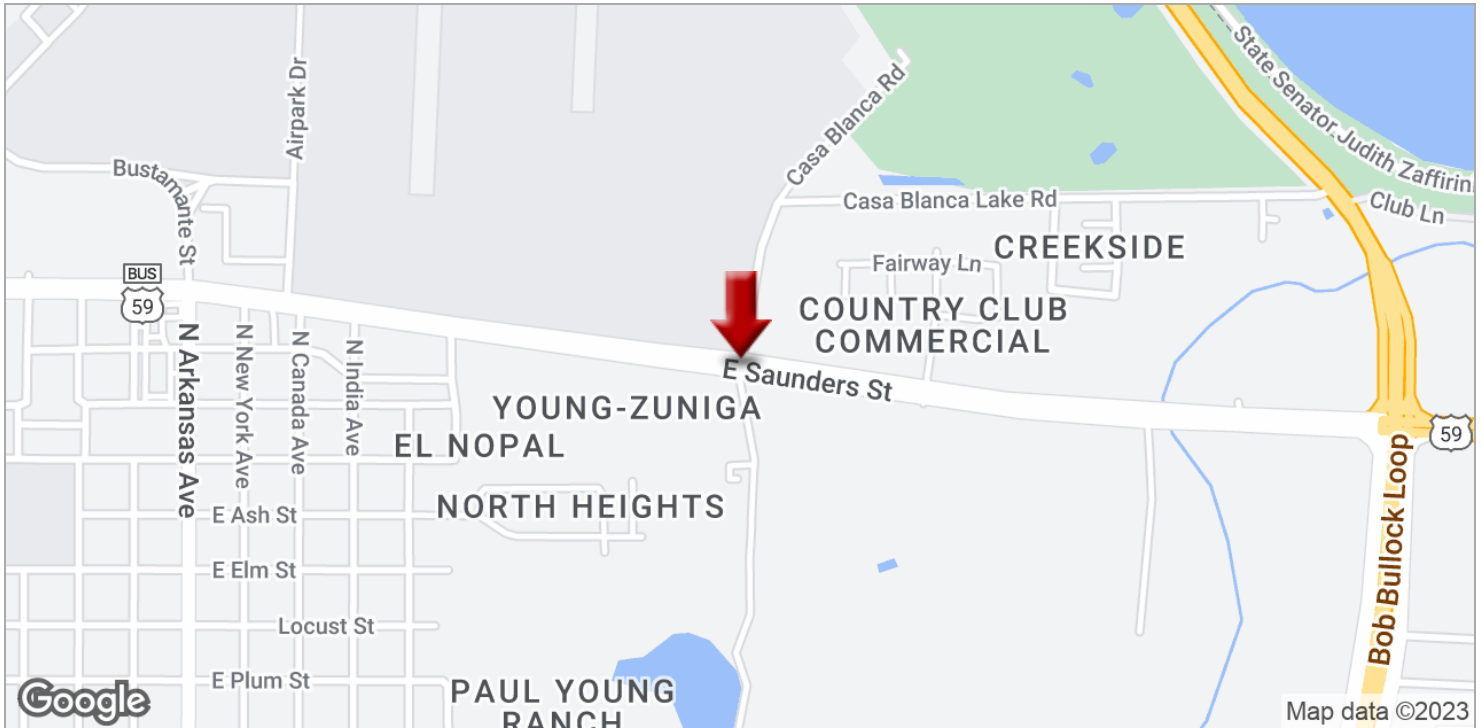 Airpark Dr
Bustamante St
BUS
59
N Arkansas Ave
N New York Ave
N Canada Ave
N India Ave
Casa Blanca Rd
State Senator Judith Zaffirini
Casa Blanca Lake Rd
Club Ln
CREEKSIDE
Fairway Ln
COUNTRY CLUB
COMMERCIAL
E Saunders St
YOUNG-ZUNIGA
EL NOPAL
59
NORTH HEIGHTS
E Ash St
E Elm St
Locust St
E Plum St
Bob Bullock Loop
PAUL YOUNG
RANCH
Google
Map data ©2023